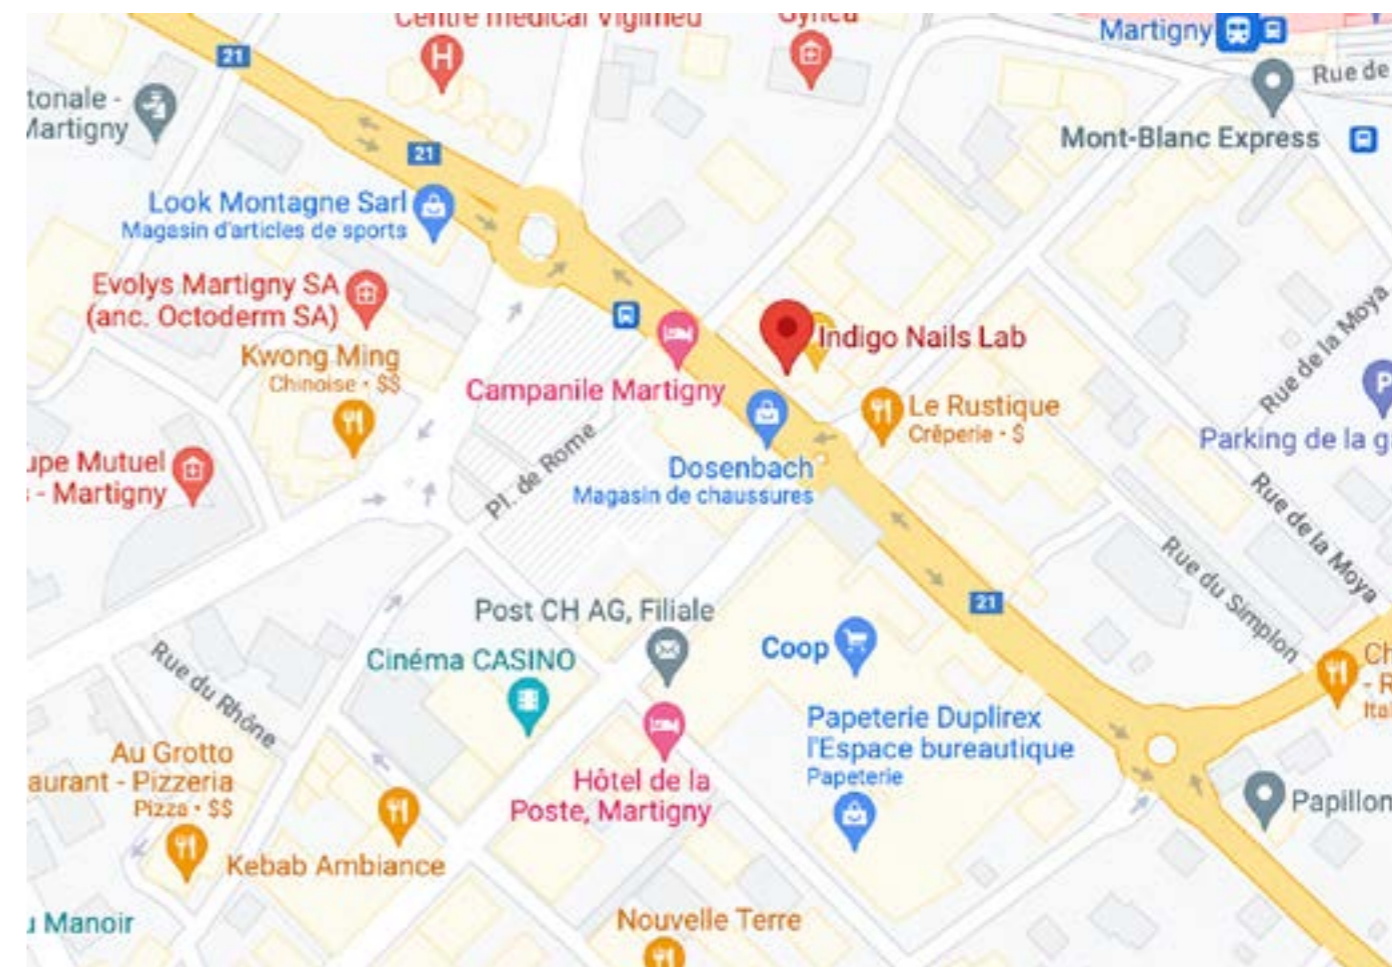 Centre médical Vigimed
Martigny
21
Rue de
tonale -
Martigny
Mont-Blanc Express
21
Look Montagne Sarl
Magasin d'articles de sports
Evolys Martigny SA
(anc. Octoderm SA)
Indigo Nails Lab
Rue de la Moya
Kwong Ming
Chinoise • $$
Campanile Martigny
Le Rustique
Crêperie • $
Parking de la g
Pl. de Rome
upe Mutuel
- Martigny
Dosenbach
Magasin de chaussures
Rue de la Moya
Rue du Simplon
21
Post CH AG, Filiale
Coop
Cinéma CASINO
Rue du Rhône
Ch
- R
Ita
Papeterie Duplirex
l'Espace bureautique
Papeterie
Au Grotto
aurant - Pizzeria
Pizza • $$
Hôtel de la
Poste, Martigny
Papillon
Kebab Ambiance
u Manoir
Nouvelle Terre